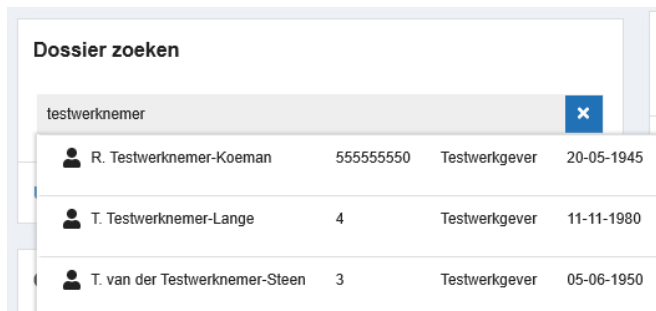 Dossier zoeken
testwerknemer
R. Testwerknemer-Koeman 555555550 Testwerkgever 20-05-1945
T. Testwerknemer-Lange 4 Testwerkgever 11-11-1980
T. van der Testwerknemer-Steen 3 Testwerkgever 05-06-1950